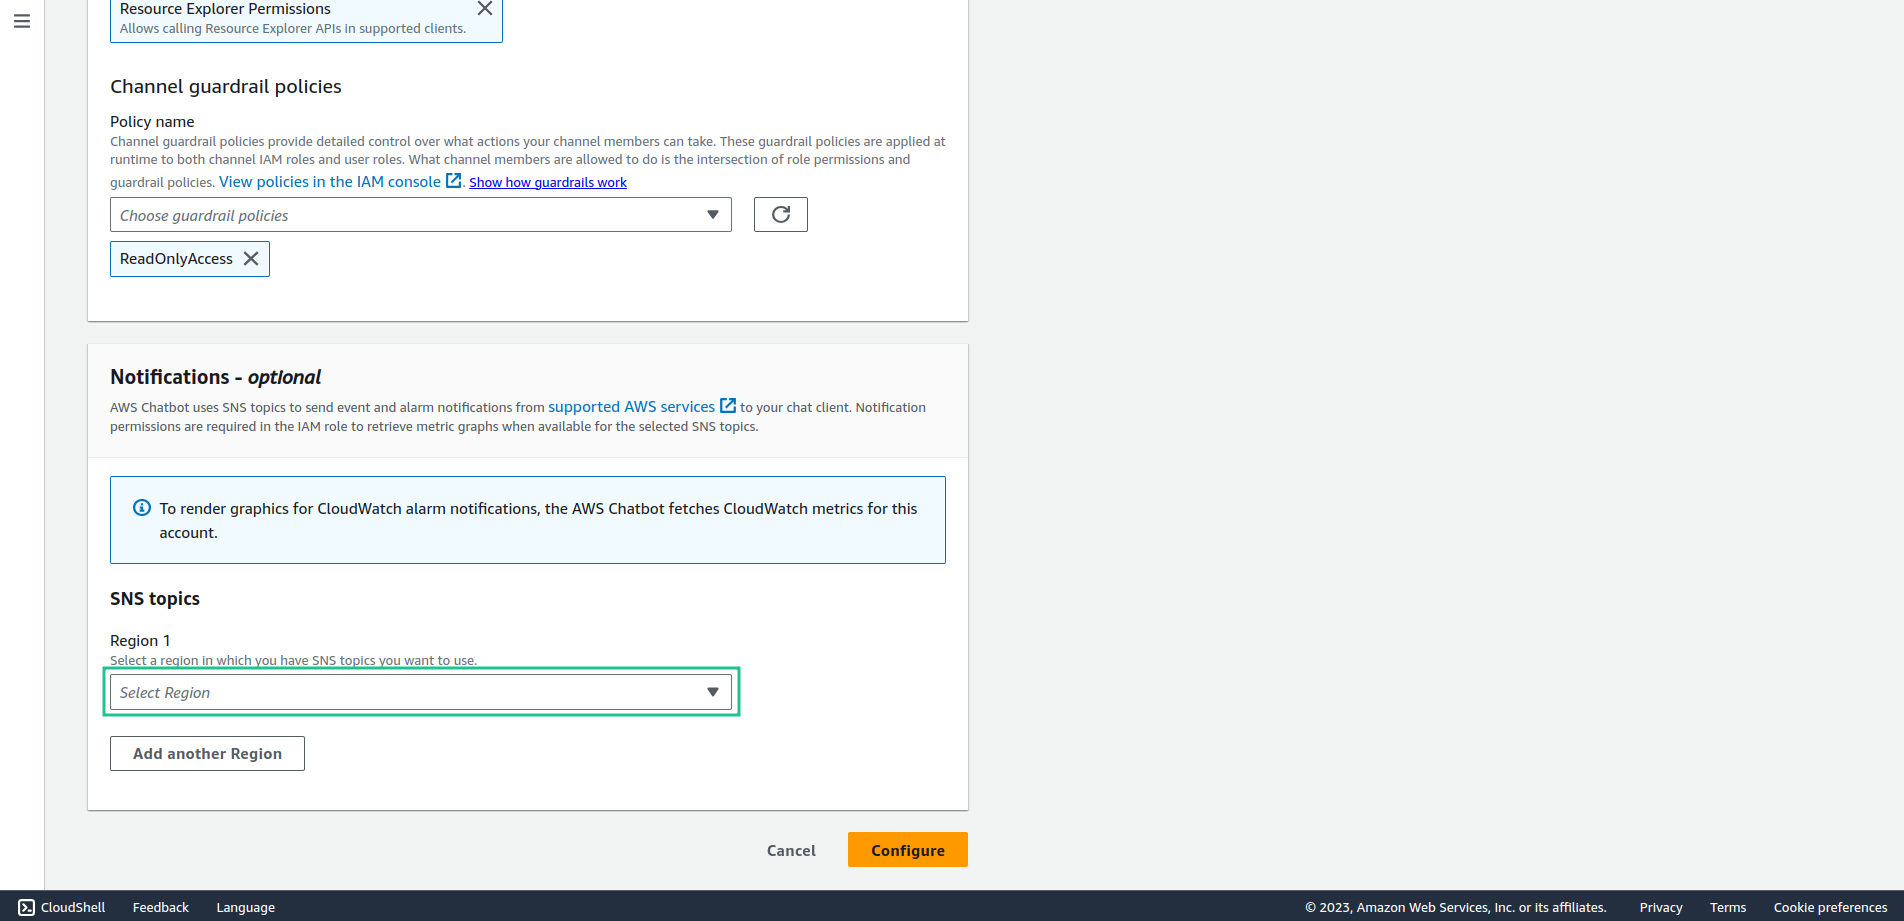 Resource Explorer Permissions
Allows calling Resource Explorer APIs in supported clients.
Channel guardrail policies
Policy name
Channel guardrail policies provide detailed control over what actions your channel members can take. These guardrail policies are applied at
runtime to both channel IAM roles and user roles. What channel members are allowed to do is the intersection of role permissions and
guardrail policies. View policies in the IAM console . Show how guardrails work
Choose guardrail policies
ReadOnlyAccess
Notifications - optional
AWS Chatbot uses SNS topics to send event and alarm notifications from supported AWS services to your chat client. Notification
permissions are required in the IAM role to retrieve metric graphs when available for the selected SNS topics.
To render graphics for CloudWatch alarm notifications, the AWS Chatbot fetches CloudWatch metrics for this
account.
SNS topics
Region 1
Select a region in which you have SNS topics you want to use.
Select Region
Add another Region
Cancel Configure
CloudShell Feedback Language © 2023, Amazon Web Services, Inc. or its affiliates. Privacy Terms Cookie preferences